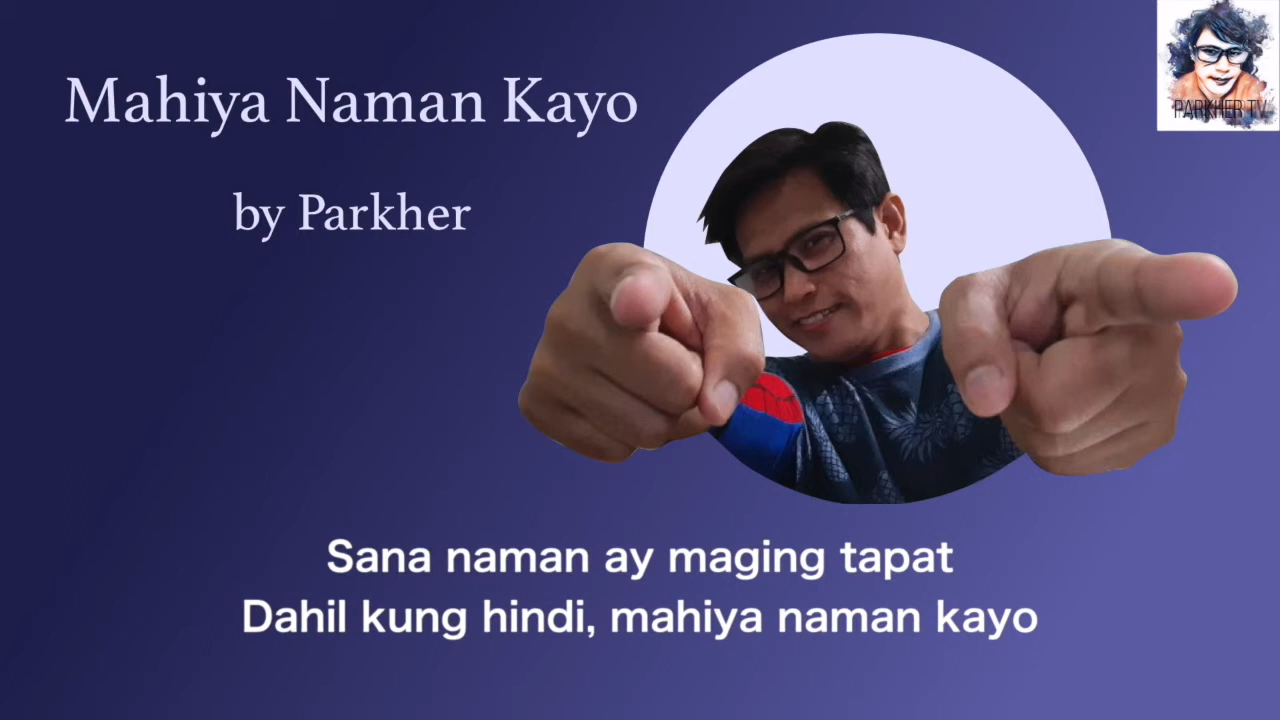 Mahiya Naman Kayo
by Parkher
PARKHER TV
Sana naman ay maging tapat
Dahil kung hindi, mahiya naman kayo